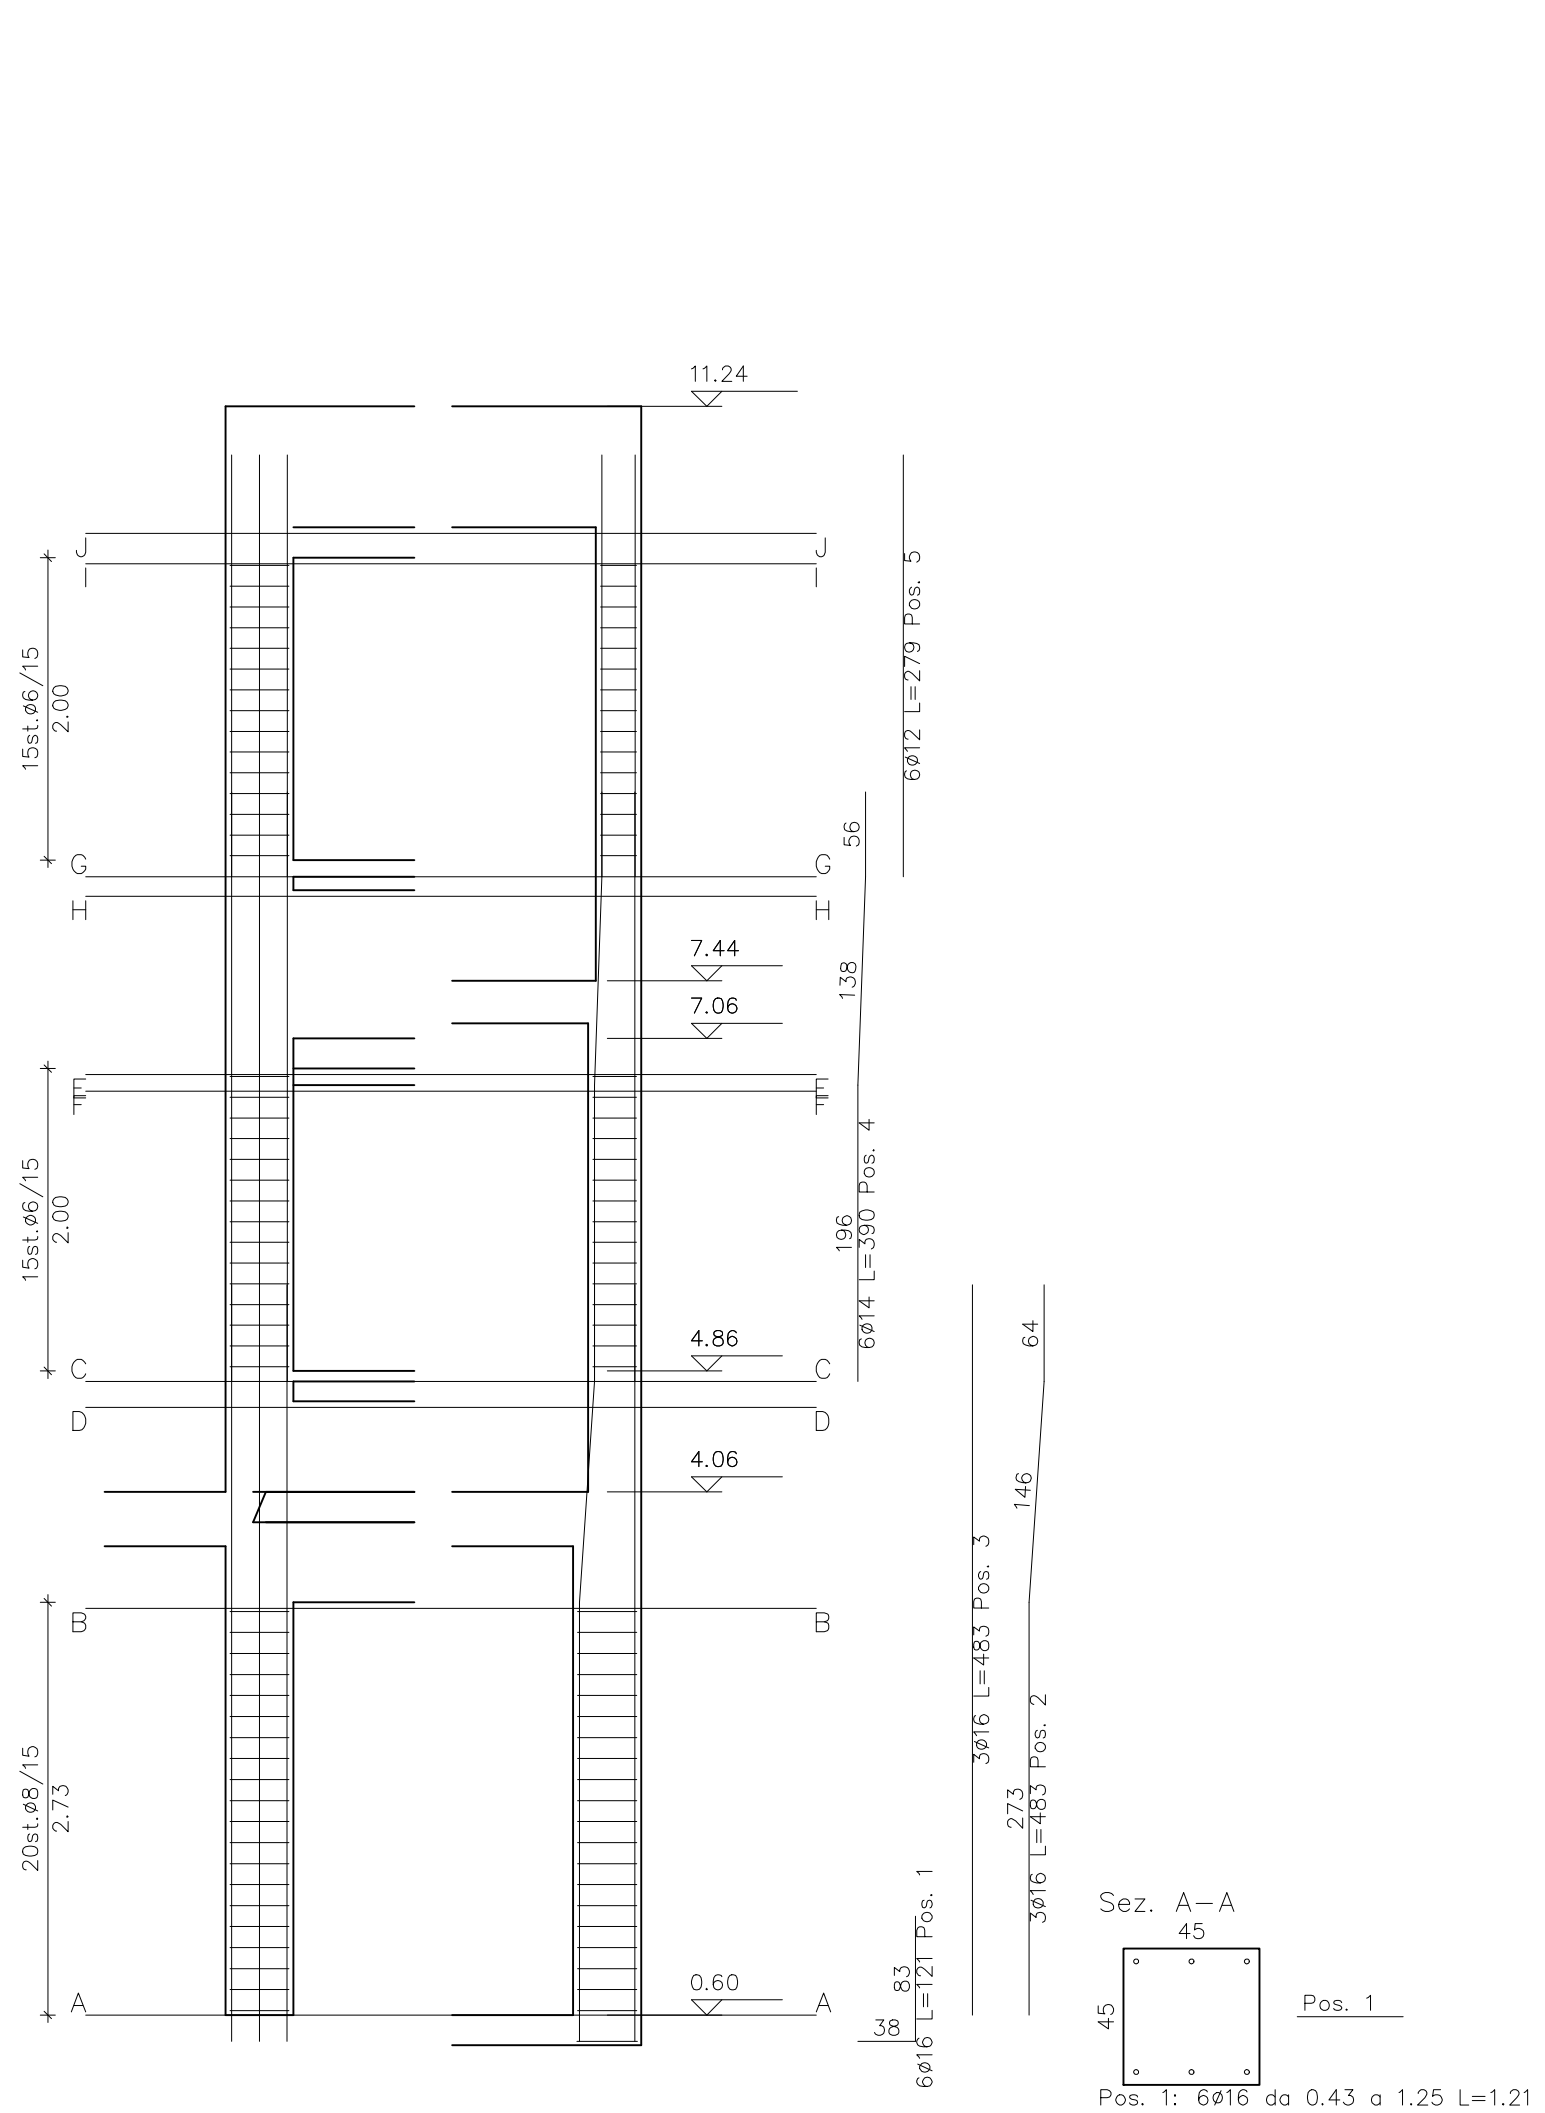 11.24
J
J
I
I
6ø12 L=279 Pos. 5
15st.ø6/15
2.00
56
G
G
H
H
7.44
138
7.06
E
E
F
F
6ø14 L=390 Pos. 4
196
15st.ø6/15
2.00
64
4.86
C
C
D
D
4.06
146
3ø16 L=483 Pos. 3
B
B
3ø16 L=483 Pos. 2
273
20st.ø8/15
2.73
6ø16 L=121 Pos. 1
83
38
0.60
A
A
Sez. A-A
45
45
Pos. 1
Pos. 1: 6ø16 da 0.43 a 1.25 L=1.21